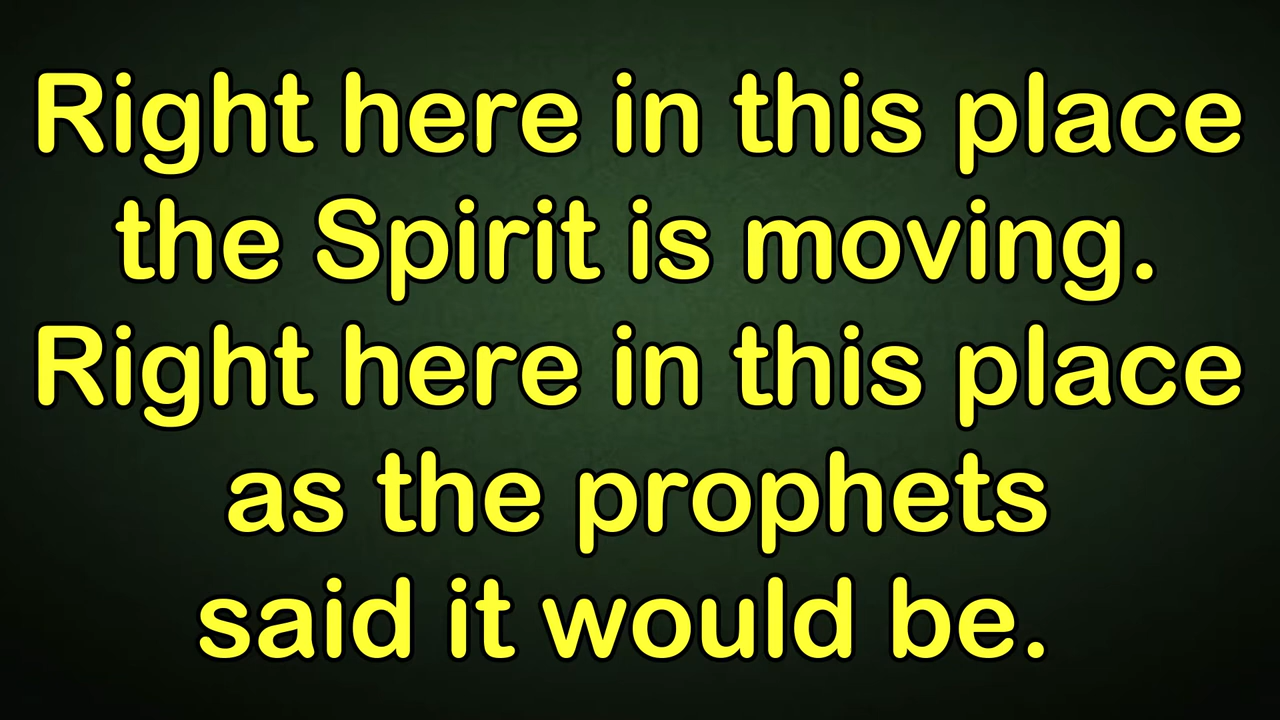 Right here in this place
the Spirit is moving.
Right here in this place
as the prophets
said it would be.